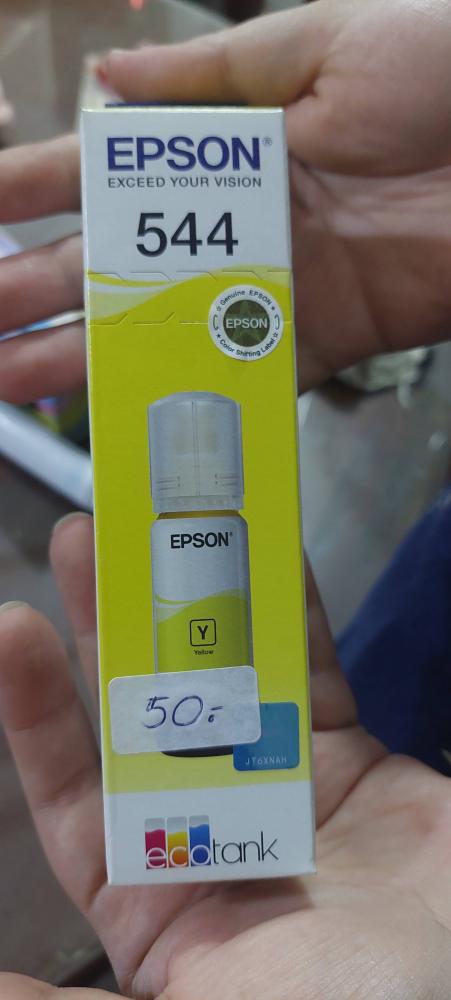 EPSON®
EXCEED YOUR VISION
544
Genuine EPSON
EPSON
Color Shifting Label
EPSON®
Y
Yellow
50.-
JT6XNAH
ecotank